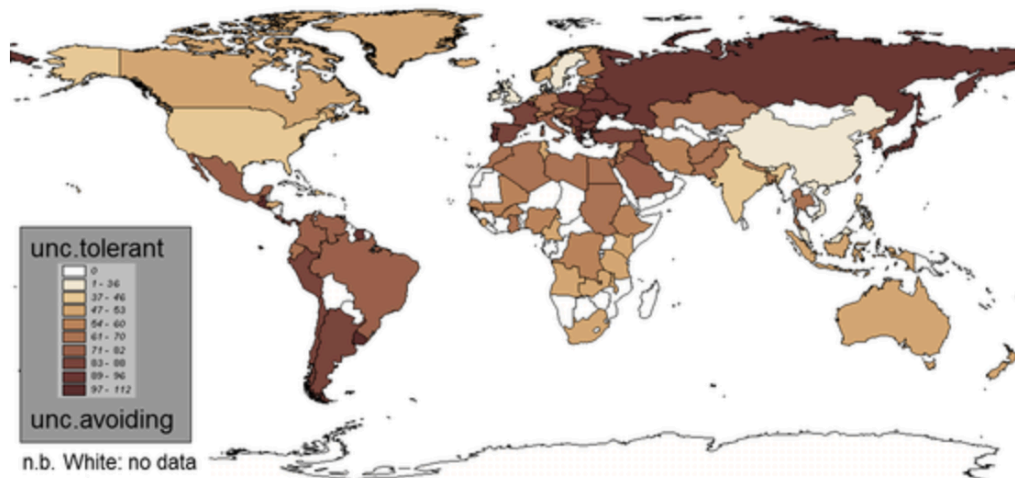 unc.tolerant
0
1 - 36
37 - 46
47 - 53
54 - 60
61 - 70
71 - 82
83 - 88
89 - 96
97 - 112
unc.avoiding
n.b. White: no data